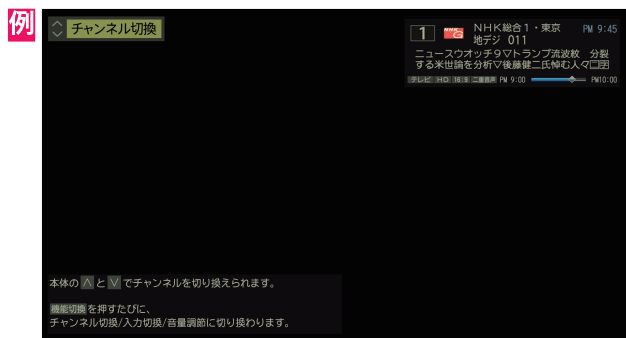 例
チャンネル切換
1 NHK G NHK総合1・東京 PM 9:45
地デジ 011
ニュースウオッチ9▽トランプ流波紋 分裂
する米世論を分析▽後藤健二氏悼む人々二字
テレビ HD 16:9 二重音声 PM 9:00 PM10:00
本体の ∧ と ∨ でチャンネルを切り換えられます。
機能切換 を押すたびに、
チャンネル切換/入力切換/音量調節に切り換わります。